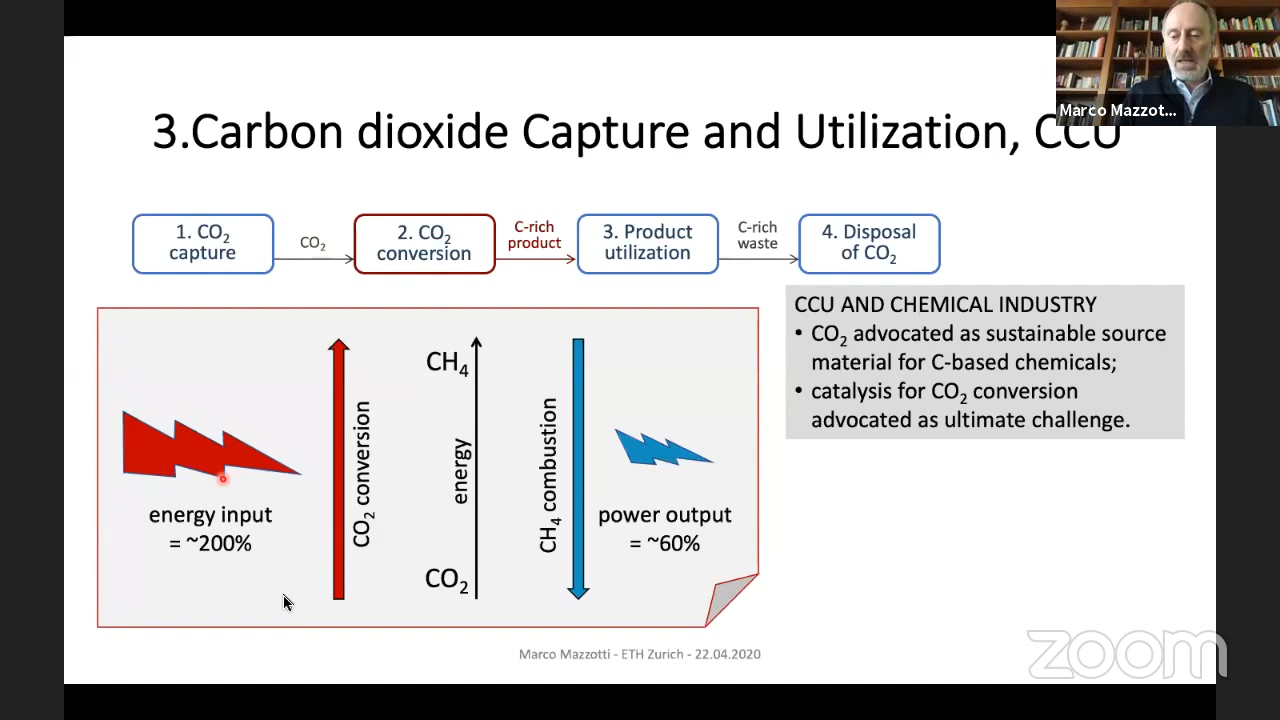 Marco Mazzot...
3.Carbon dioxide Capture and Utilization, CCU
1. CO₂
capture
CO₂
2. CO₂
conversion
C-rich
product
3. Product
utilization
C-rich
waste
4. Disposal
of CO₂
CCU AND CHEMICAL INDUSTRY
• CO₂ advocated as sustainable source
material for C-based chemicals;
• catalysis for CO₂ conversion
advocated as ultimate challenge.
energy input
= ~200%
CO₂ conversion
CH₄
energy
CO₂
CH₄ combustion
power output
= ~60%
Marco Mazzotti - ETH Zurich - 22.04.2020
zoom